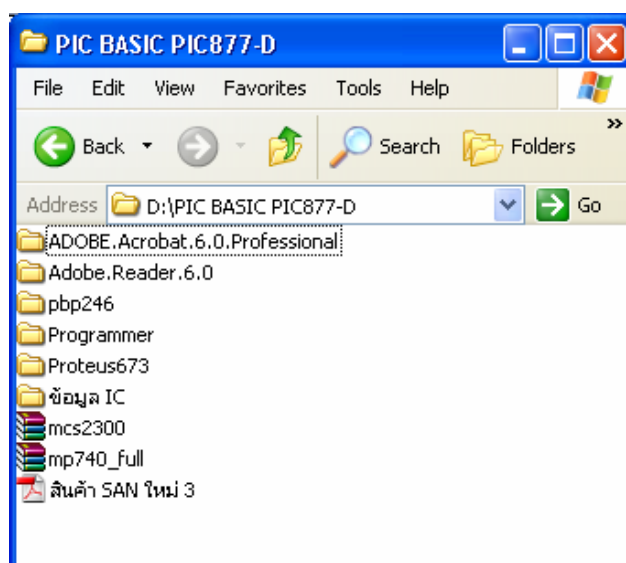 PIC BASIC PIC877-D
File Edit View Favorites Tools Help
Back Search Folders
Address D:\PIC BASIC PIC877-D Go
ADOBE.Acrobat.6.0.Professional
Adobe.Reader.6.0
pbp246
Programmer
Proteus673
ข้อมูล IC
mcs2300
mp740_full
สินค้า SAN ใหม่ 3